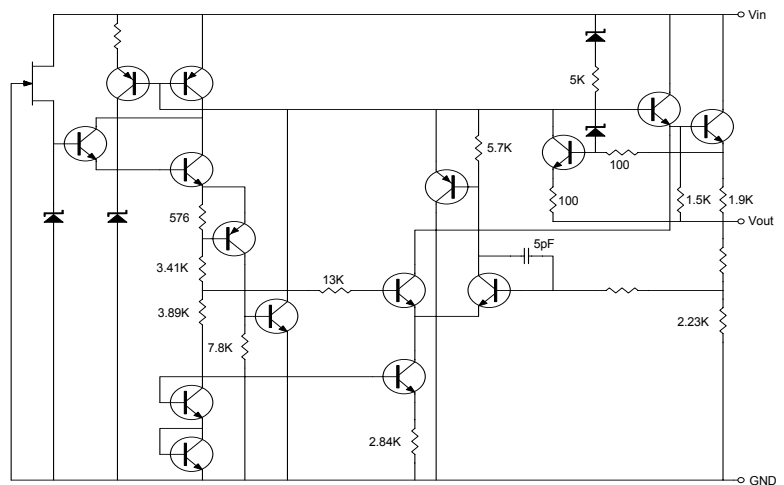 Vin
5K
5.7K
100
576
100
1.5K
1.9K
Vout
5pF
3.41K
13K
3.89K
2.23K
7.8K
2.84K
GND